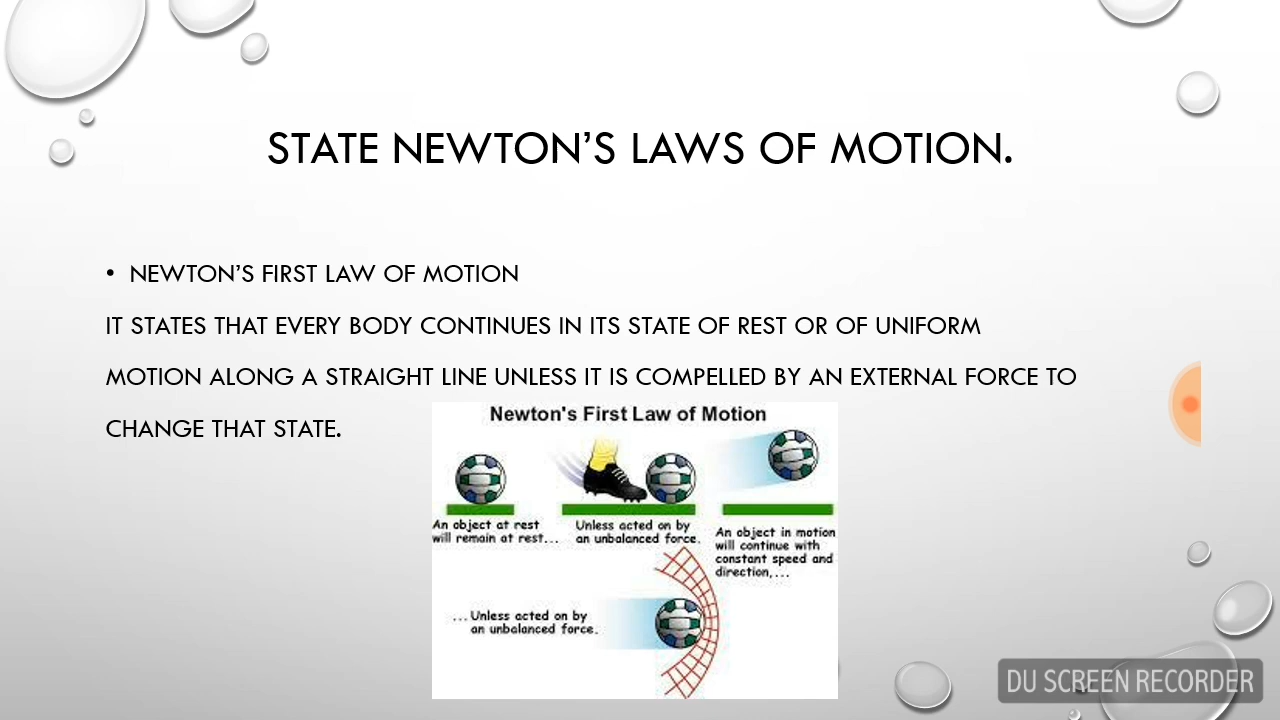 STATE NEWTON'S LAWS OF MOTION.
• NEWTON'S FIRST LAW OF MOTION
IT STATES THAT EVERY BODY CONTINUES IN ITS STATE OF REST OR OF UNIFORM
MOTION ALONG A STRAIGHT LINE UNLESS IT IS COMPELLED BY AN EXTERNAL FORCE TO
CHANGE THAT STATE.
Newton's First Law of Motion
An object at rest
will remain at rest...
Unless acted on by
an unbalanced force.
An object in motion
will continue with
constant speed and
direction,...
...Unless acted on by
an unbalanced force.
DU SCREEN RECORDER